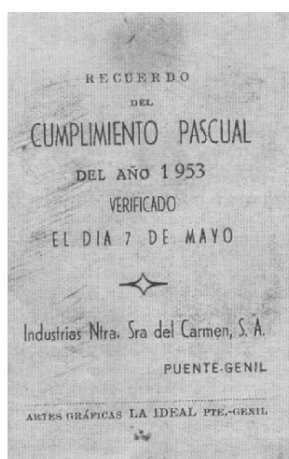 RECUERDO
DEL
CUMPLIMIENTO PASCUAL
DEL AÑO 1953
VERIFICADO
EL DIA 7 DE MAYO
Industrias Ntra. Sra del Carmen, S. A.
PUENTE-GENIL
ARTES GRÁFICAS LA IDEAL PTE.-GENIL